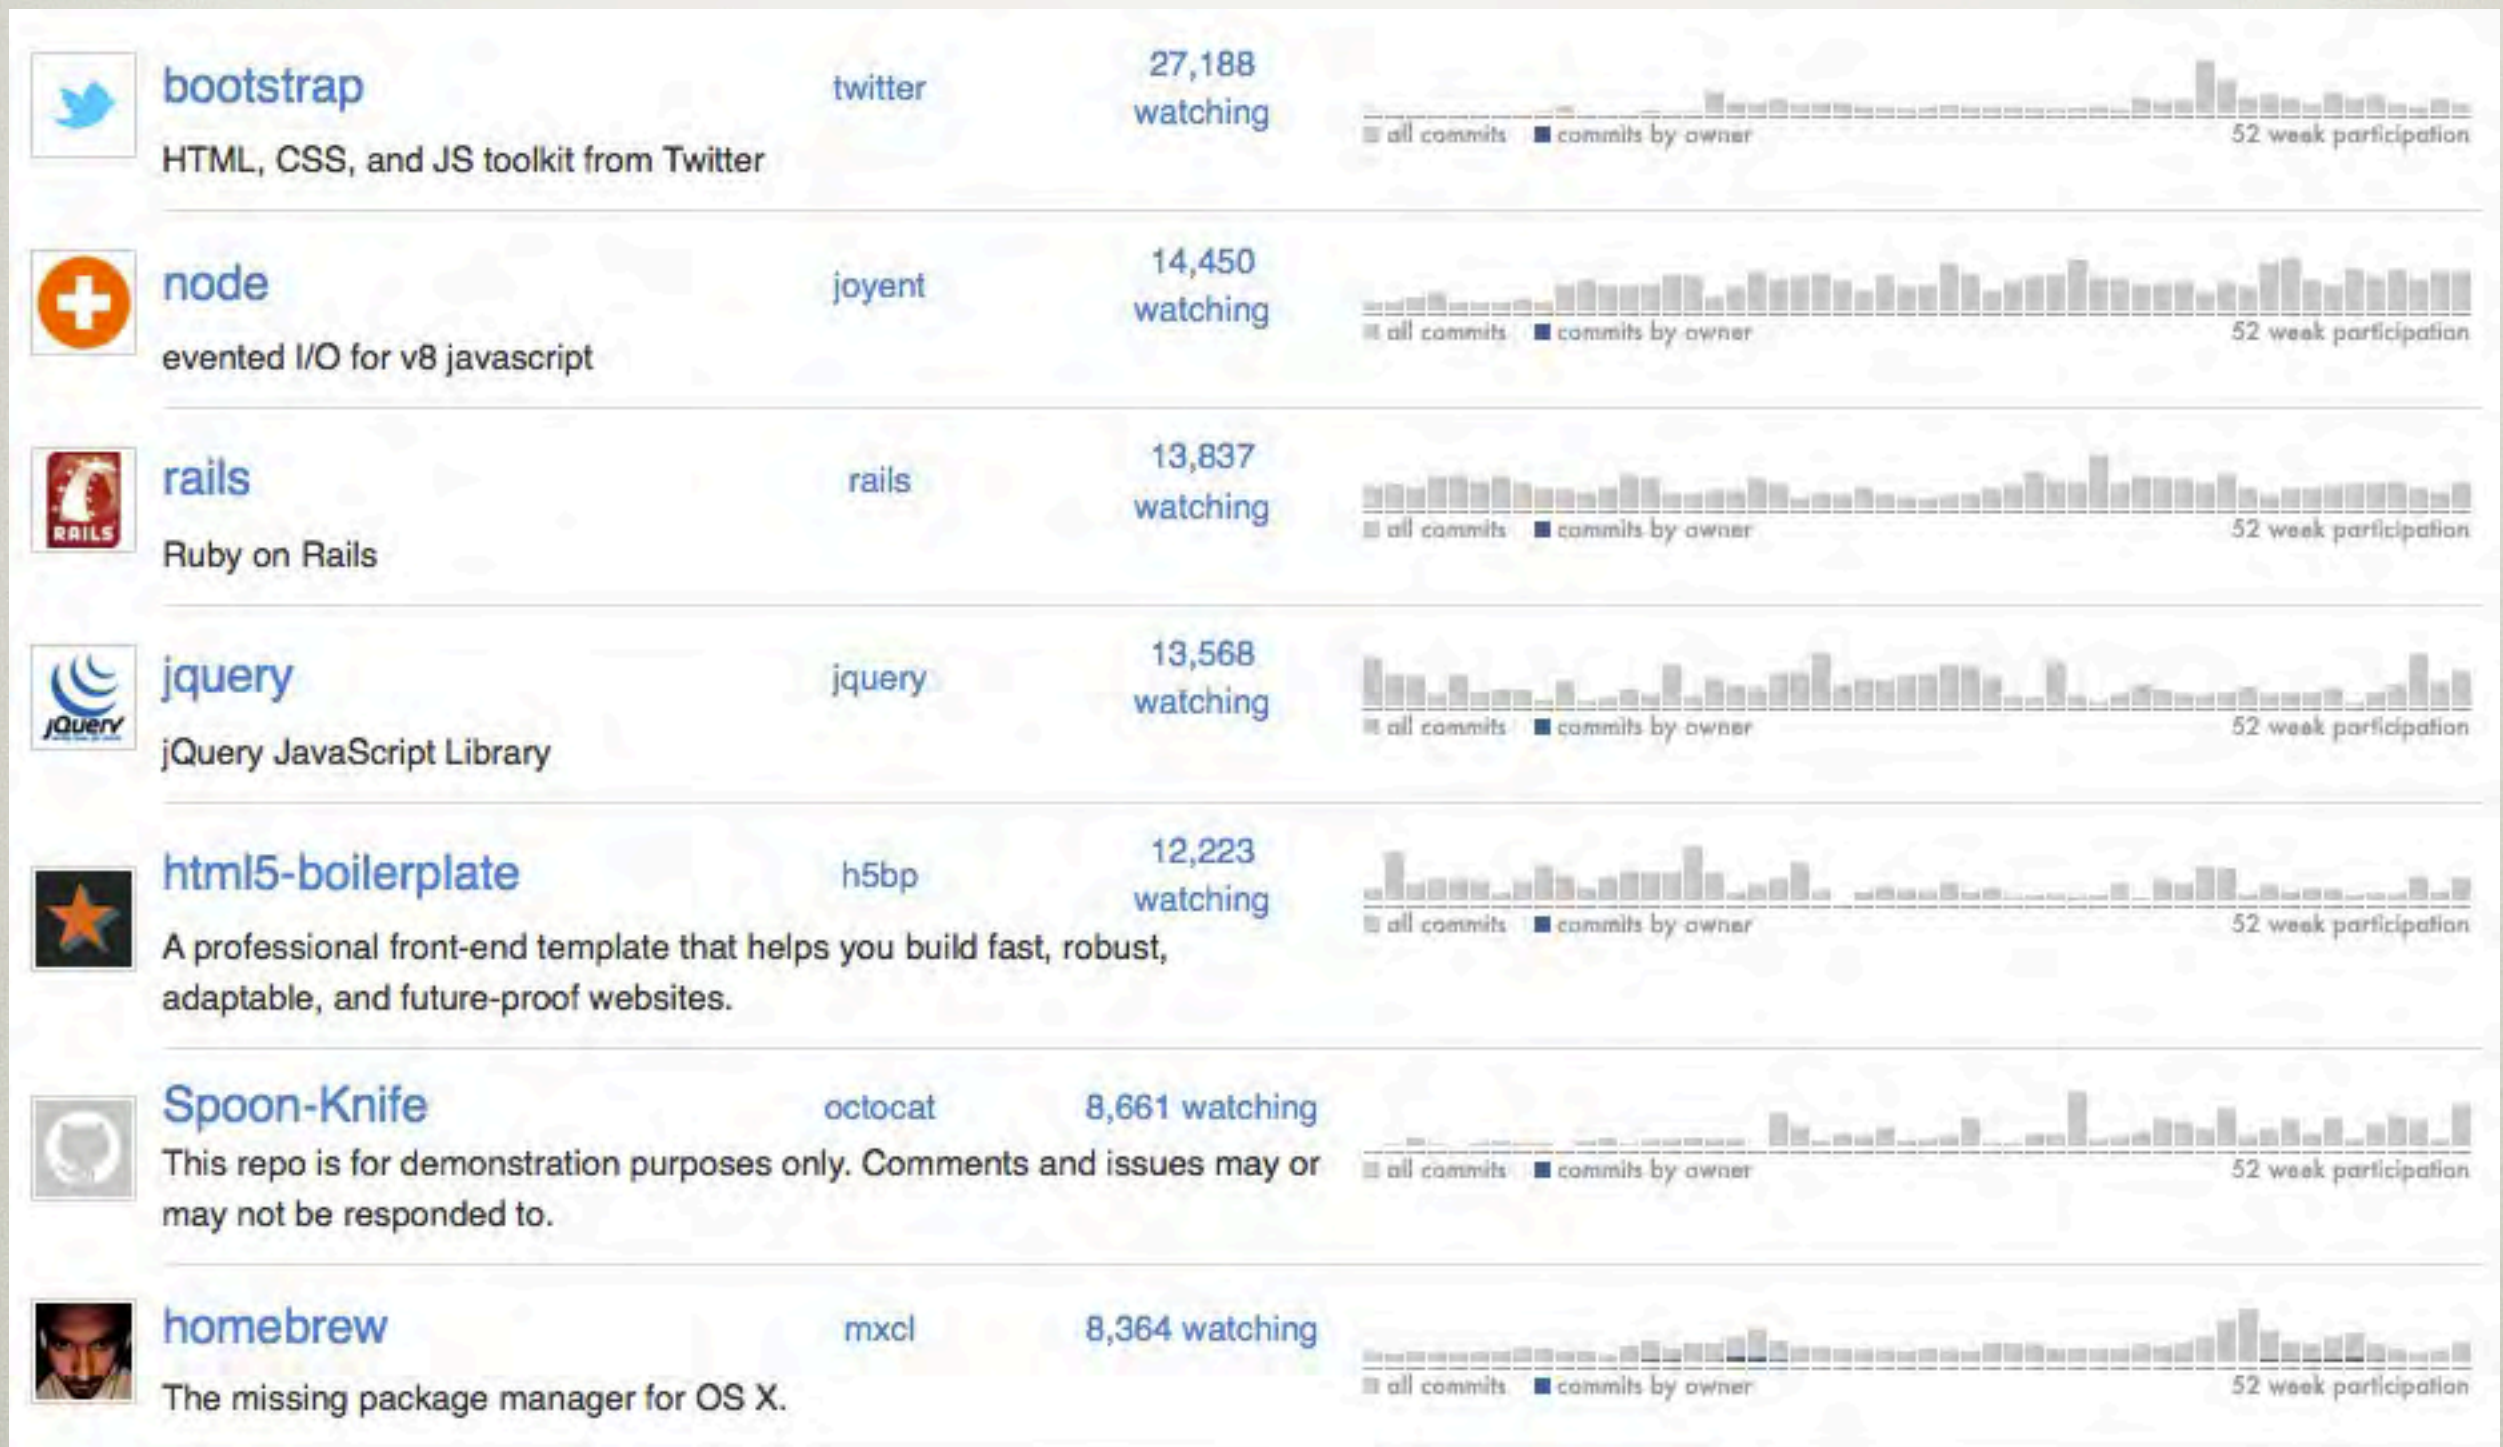 bootstrap
twitter
27,188
watching
HTML, CSS, and JS toolkit from Twitter
all commits commits by owner 52 week participation
node
joyent
14,450
watching
evented I/O for v8 javascript
all commits commits by owner 52 week participation
RAILS
rails
rails
13,837
watching
Ruby on Rails
all commits commits by owner 52 week participation
jQuery
jquery
jquery
13,568
watching
jQuery JavaScript Library
all commits commits by owner 52 week participation
html5-boilerplate
h5bp
12,223
watching
A professional front-end template that helps you build fast, robust,
adaptable, and future-proof websites.
all commits commits by owner 52 week participation
Spoon-Knife
octocat
8,661 watching
This repo is for demonstration purposes only. Comments and issues may or
may not be responded to.
all commits commits by owner 52 week participation
homebrew
mxcl
8,364 watching
The missing package manager for OS X.
all commits commits by owner 52 week participation